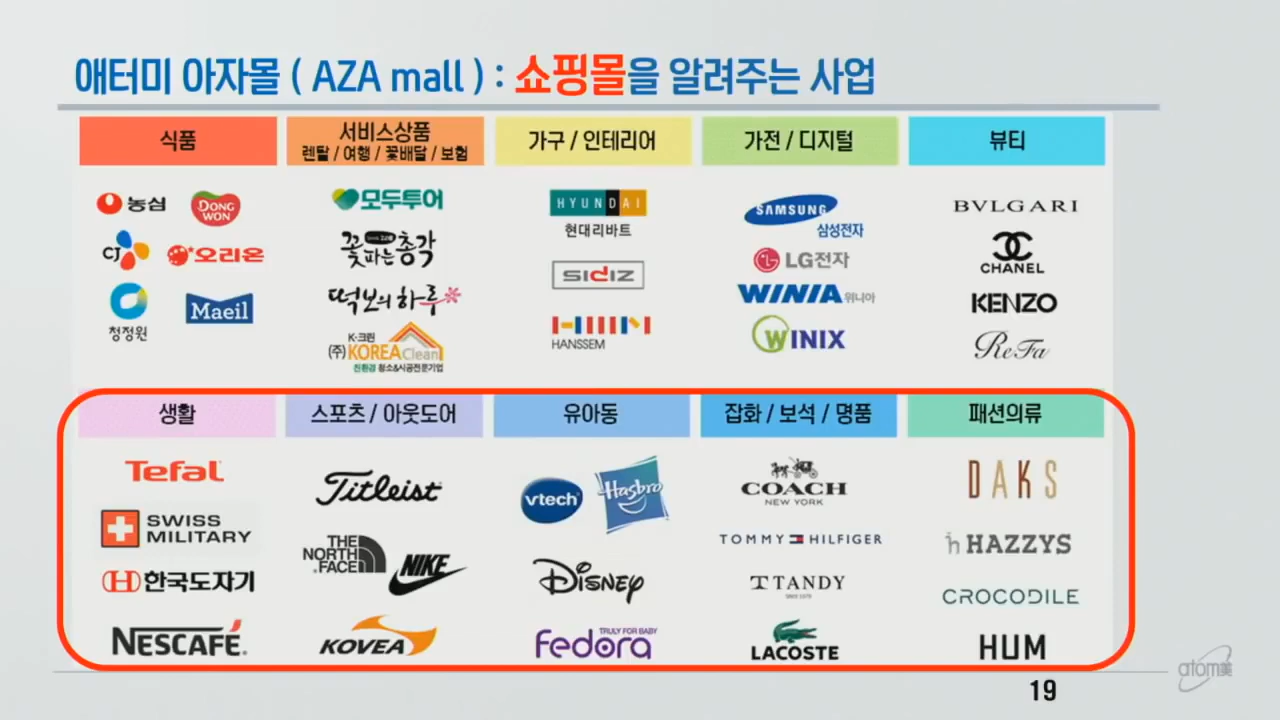 애터미 아자몰 ( AZA mall ) : 쇼핑몰을 알려주는 사업
식품
서비스상품
렌탈 / 여행 / 꽃배달 / 보험
가구 / 인테리어
가전 / 디지털
뷰티
농심
DONG WON
CJ
오리온
청정원
Maeil
모두투어
꽃파는총각
떡보의하루
K-크린
(주)KOREA Clean
친환경 청소&시공전문기업
HYUNDAI
현대리바트
sidiz
HANSSEM
SAMSUNG
삼성전자
LG전자
WINIA 위니아
WINIX
BVLGARI
CHANEL
KENZO
ReFa
생활
스포츠 / 아웃도어
유아동
잡화 / 보석 / 명품
패션의류
Tefal
SWISS
MILITARY
한국도자기
NESCAFÉ.
Titleist
THE
NORTH
FACE
NIKE
KOVEA
vtech
Hasbro
DISNEY
TRULY FOR BABY
Fedora
COACH
NEW YORK
TOMMY HILFIGER
TANDY
SINCE 1979
LACOSTE
DAKS
HAZZYS
CROCODILE
HUM
atom美
19